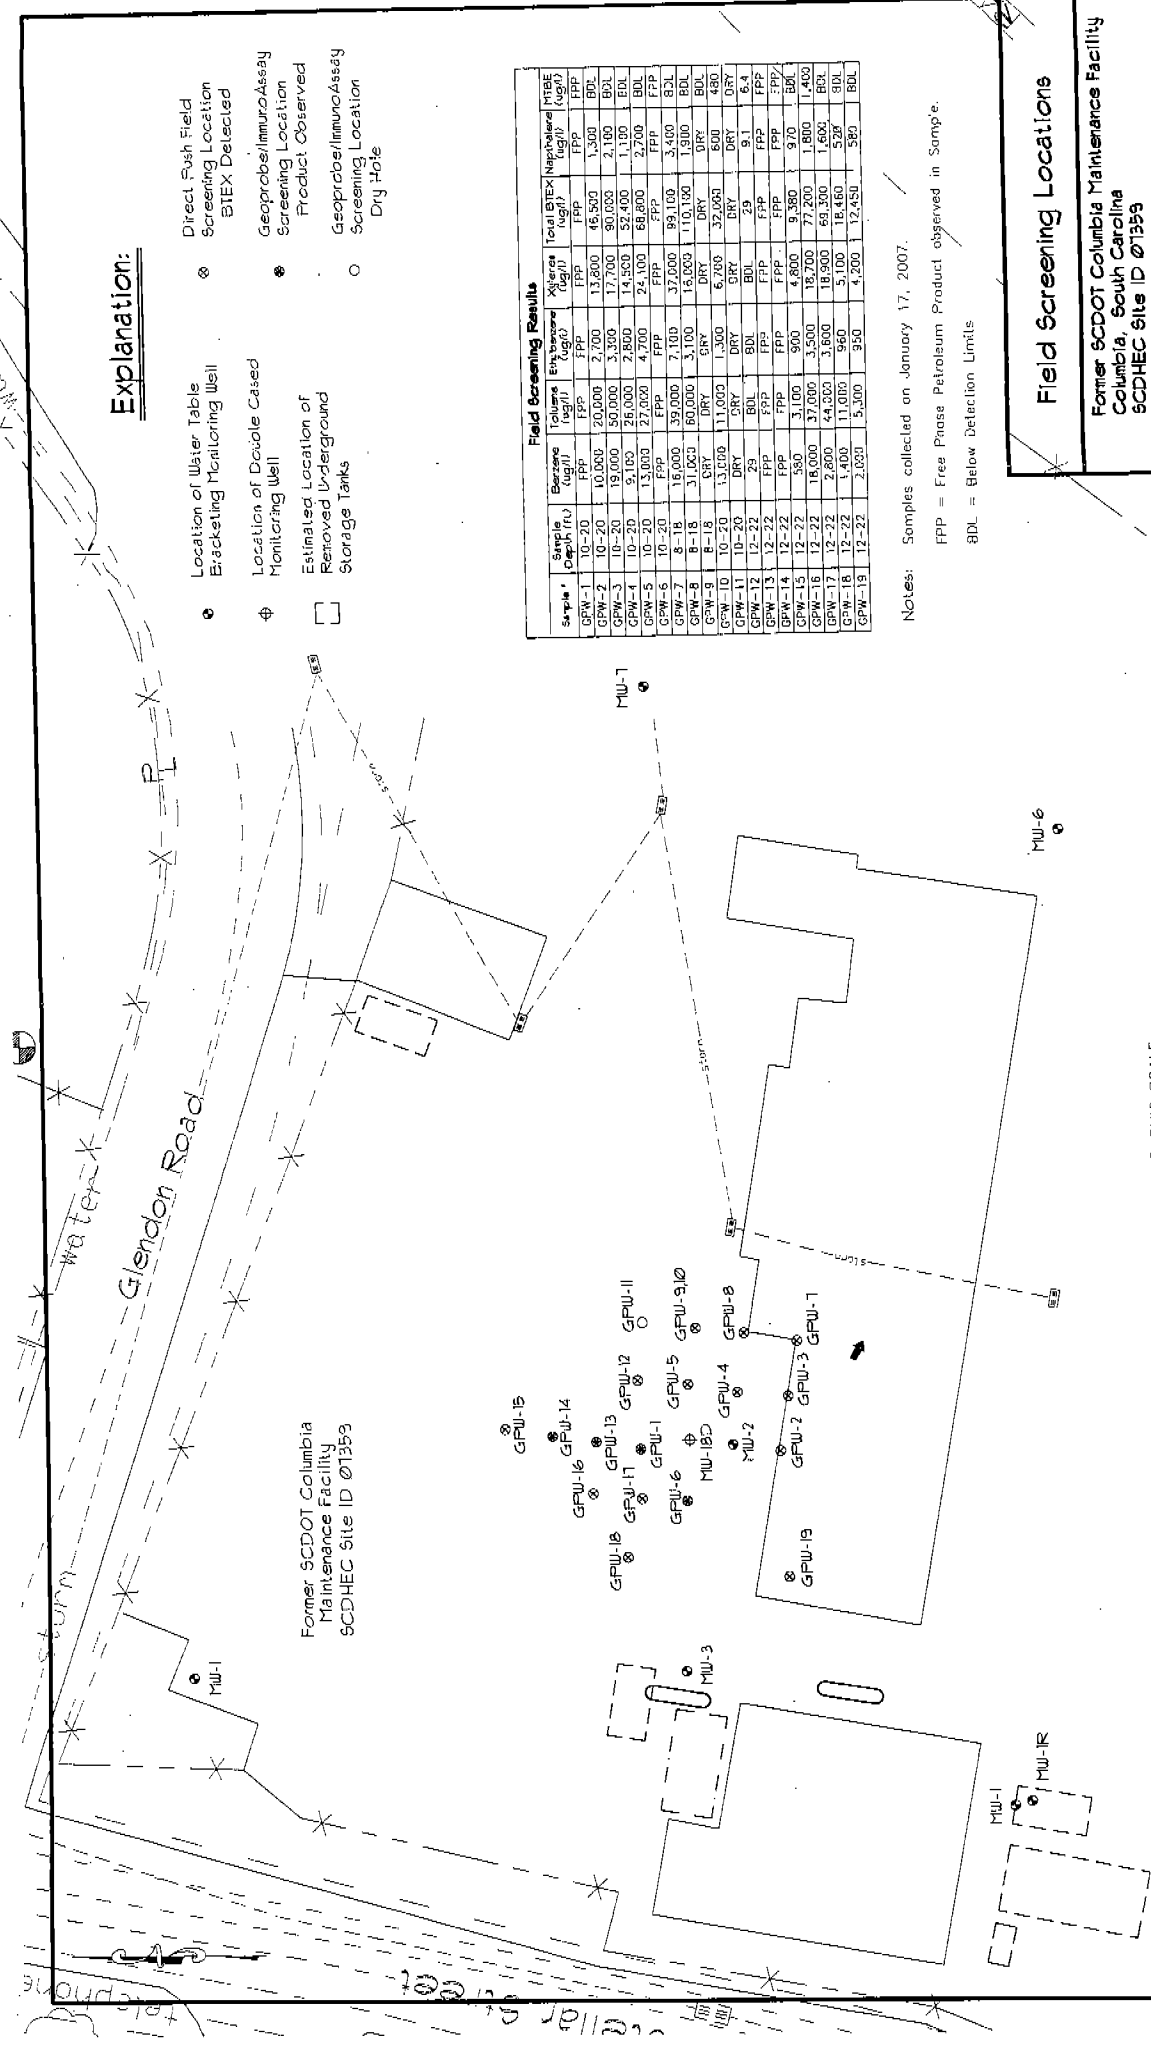 Explanation:
Location of Water Table
Bracketing Monitoring Well
Location of Double Cased
Monitoring Well
Estimated Location of
Removed Underground
Storage Tanks
Direct Push Field
Screening Location
BTEX Detected
Geoprobe/ImmunoAssay
Screening Location
Product Observed
Geoprobe/ImmunoAssay
Screening Location
Dry Hole
Field Screening Results
Sample # Sample Depth (ft.) Benzene (ug/l) Toluene (ug/l) Ethylbenzene (ug/l) Xylenes (ug/l) Total BTEX (ug/l) Napthalene (ug/l) MTBE (ug/l)
GPW-1 10-20 FPP FPP FPP FPP FPP FPP FPP
GPW-2 10-20 10,000 20,000 2,700 13,800 46,500 1,300 BDL
GPW-3 10-20 19,000 50,000 3,300 17,700 90,000 2,100 BDL
GPW-4 10-20 9,100 26,000 2,800 14,500 52,400 1,100 BDL
GPW-5 10-20 13,000 27,000 4,700 24,100 68,800 2,700 BDL
GPW-6 10-20 FPP FPP FPP FPP FPP FPP FPP
GPW-7 8-18 16,000 39,000 7,100 37,000 99,100 3,400 BDL
GPW-8 8-18 31,000 60,000 3,100 16,000 110,100 1,900 BDL
GPW-9 8-18 DRY DRY DRY DRY DRY DRY BDL
GPW-10 10-20 13,000 11,000 1,300 6,700 32,000 600 480
GPW-11 10-20 DRY DRY DRY DRY DRY DRY DRY
GPW-12 12-22 29 BDL BDL BDL 29 9.1 6.4
GPW-13 12-22 FPP FPP FPP FPP FPP FPP FPP
GPW-14 12-22 FPP FPP FPP FPP FPP FPP FPP
GPW-15 12-22 580 3,100 900 4,800 9,380 970 BDL
GPW-16 12-22 18,000 37,000 3,500 18,700 77,200 1,800 1,400
GPW-17 12-22 2,800 44,000 3,600 18,900 69,300 1,600 BDL
GPW-18 12-22 1,400 11,000 960 5,100 18,460 520 BDL
GPW-19 12-22 2,000 5,300 950 4,200 12,450 580 BDL
Notes: Samples collected on January 17, 2007.
FPP = Free Phase Petroleum Product observed in Sample.
BDL = Below Detection Limits
Field Screening Locations
Former SCDOT Columbia Maintenance Facility
Columbia, South Carolina
SCDHEC Site ID 01359
water
Glendon Road
PL
storm
telephone
Former SCDOT Columbia
Maintenance Facility
SCDHEC Site ID 01359
storm
storm
storm
MW-1
MW-7
MW-6
GPW-15
GPW-14
GPW-16
GPW-13
GPW-12
GPW-11
GPW-18
GPW-17
GPW-1
GPW-5
GPW-9,10
GPW-6
MW-18D
GPW-4
GPW-8
MW-2
GPW-2
GPW-3
GPW-7
GPW-19
MW-3
MW-1
MW-1R